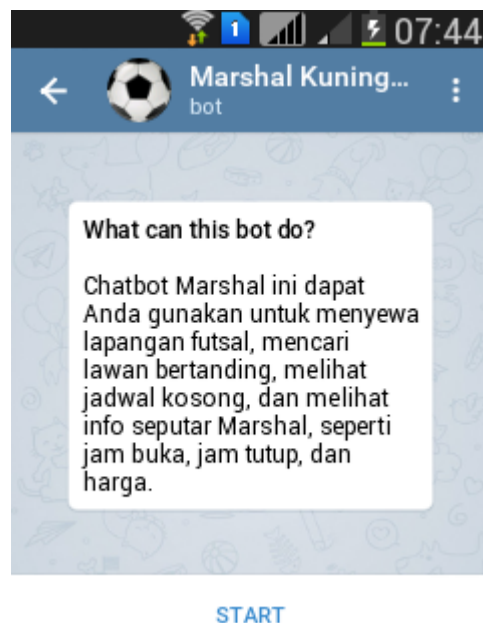 1 07:44
Marshal Kuning...
bot
What can this bot do?
Chatbot Marshal ini dapat
Anda gunakan untuk menyewa
lapangan futsal, mencari
lawan bertanding, melihat
jadwal kosong, dan melihat
info seputar Marshal, seperti
jam buka, jam tutup, dan
harga.
START